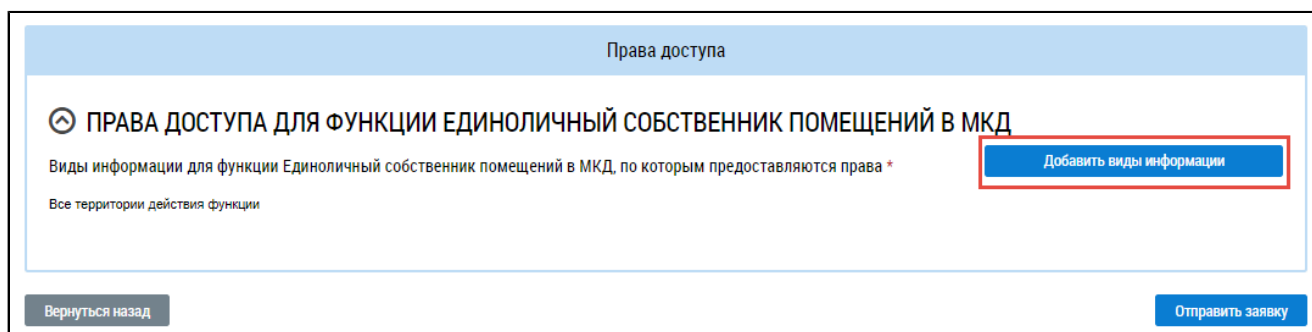 Права доступа
ПРАВА ДОСТУПА ДЛЯ ФУНКЦИИ ЕДИНОЛИЧНЫЙ СОБСТВЕННИК ПОМЕЩЕНИЙ В МКД
Виды информации для функции Единоличный собственник помещений в МКД, по которым предоставляются права *
Добавить виды информации
Все территории действия функции
Вернуться назад
Отправить заявку